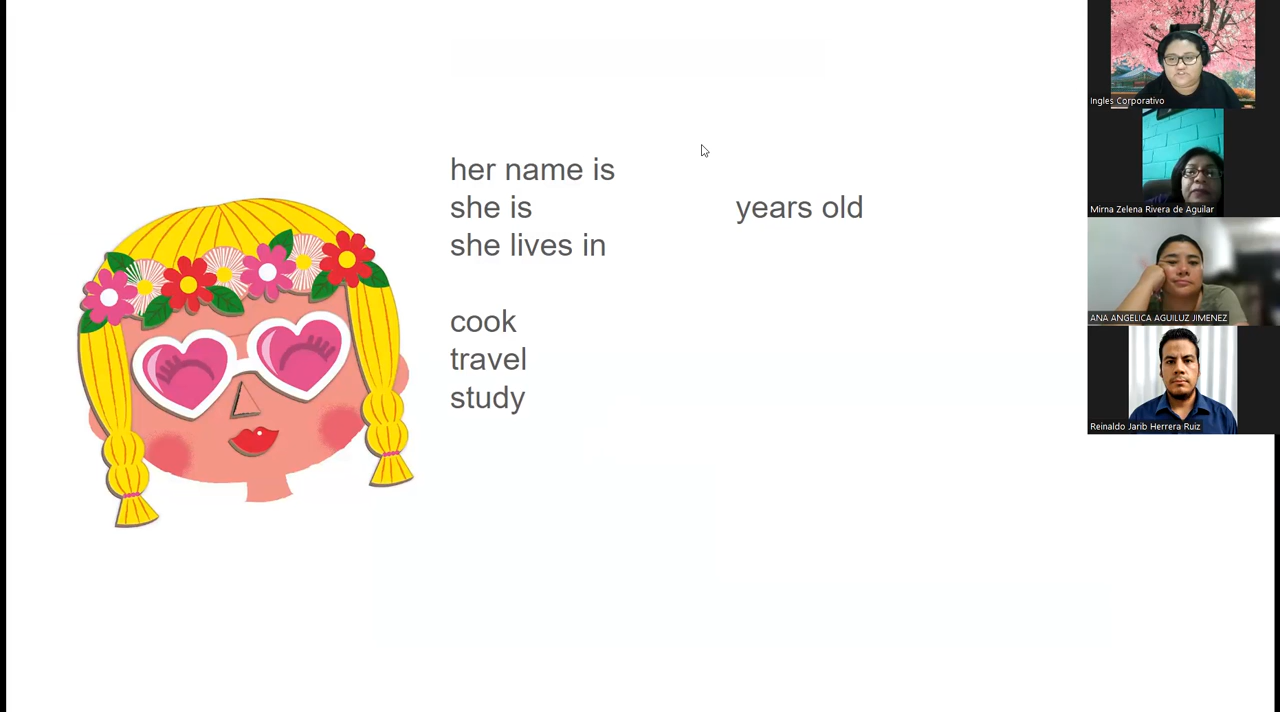 her name is
she is years old
she lives in
cook
travel
study
Ingles Corporativo
Mirna Zelena Rivera de Aguilar
ANA ANGELICA AGUILUZ JIMENEZ
Reinaldo Jarib Herrera Ruiz